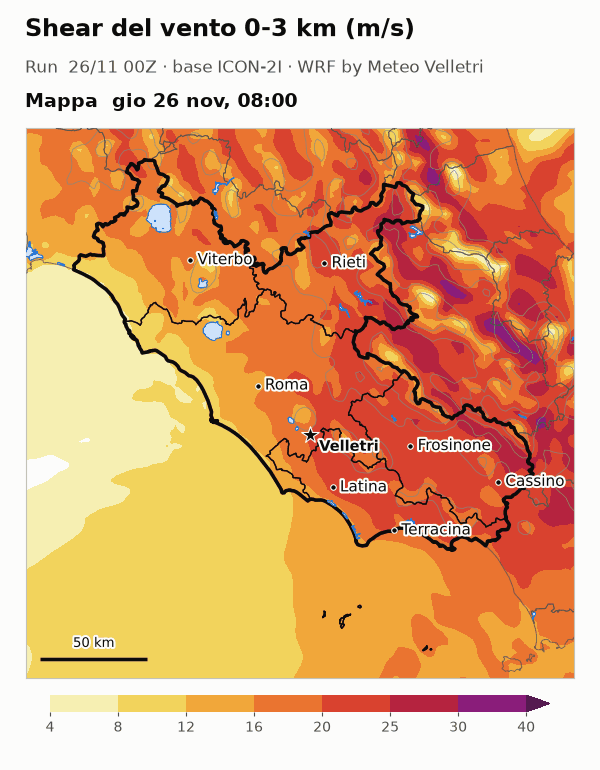 Shear del vento 0-3 km (m/s)
Run  26/11 00Z · base ICON-2I · WRF by Meteo Velletri
Mappa  gio 26 nov, 08:00
Viterbo
Rieti
Roma
Velletri
Frosinone
Cassino
Latina
Terracina
50 km
4 8 12 16 20 25 30 40